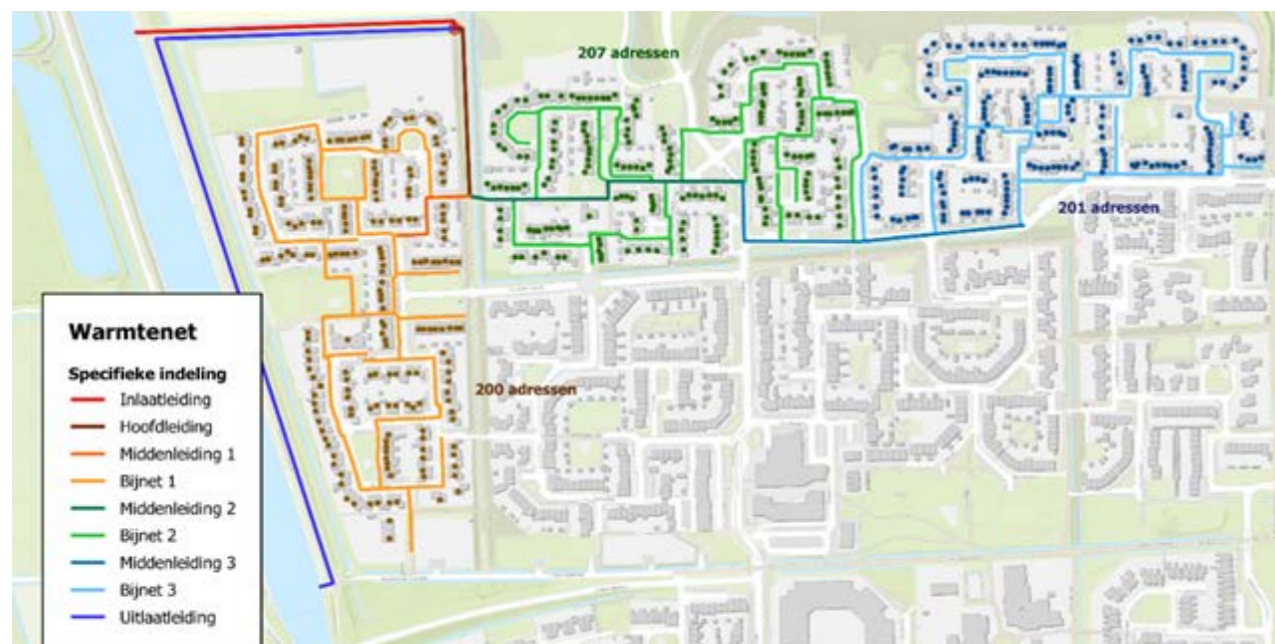 207 adressen
201 adressen
200 adressen
Warmtenet
Specifieke indeling
Inlaatleiding
Hoofdleiding
Middenleiding 1
Bijnet 1
Middenleiding 2
Bijnet 2
Middenleiding 3
Bijnet 3
Uitlaatleiding